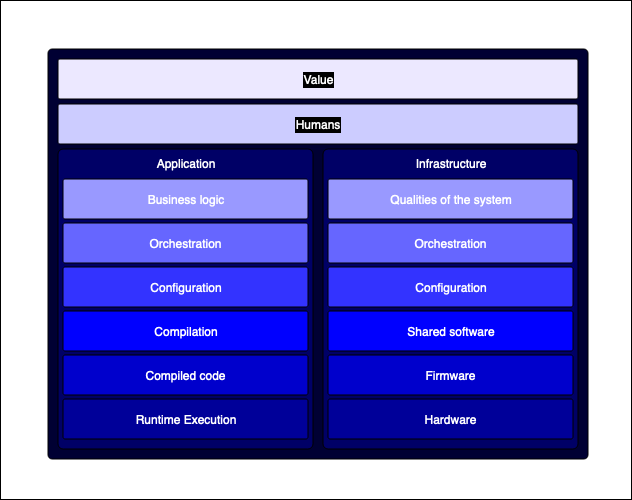 Value
Humans
Application
Business logic
Orchestration
Configuration
Compilation
Compiled code
Runtime Execution
Infrastructure
Qualities of the system
Orchestration
Configuration
Shared software
Firmware
Hardware